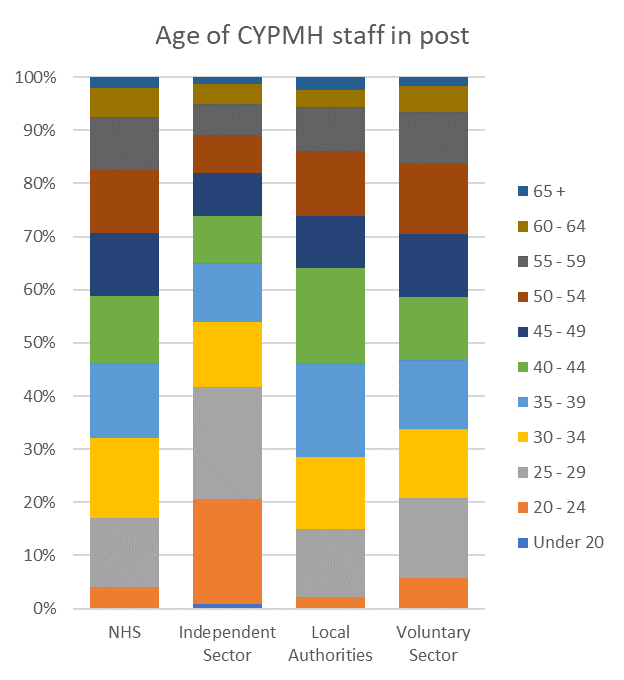 Age of CYPMH staff in post
100%
90%
80%
70%
60%
50%
40%
30%
20%
10%
0%
NHS
Independent
Sector
Local
Authorities
Voluntary
Sector
65 +
60 - 64
55 - 59
50 - 54
45 - 49
40 - 44
35 - 39
30 - 34
25 - 29
20 - 24
Under 20